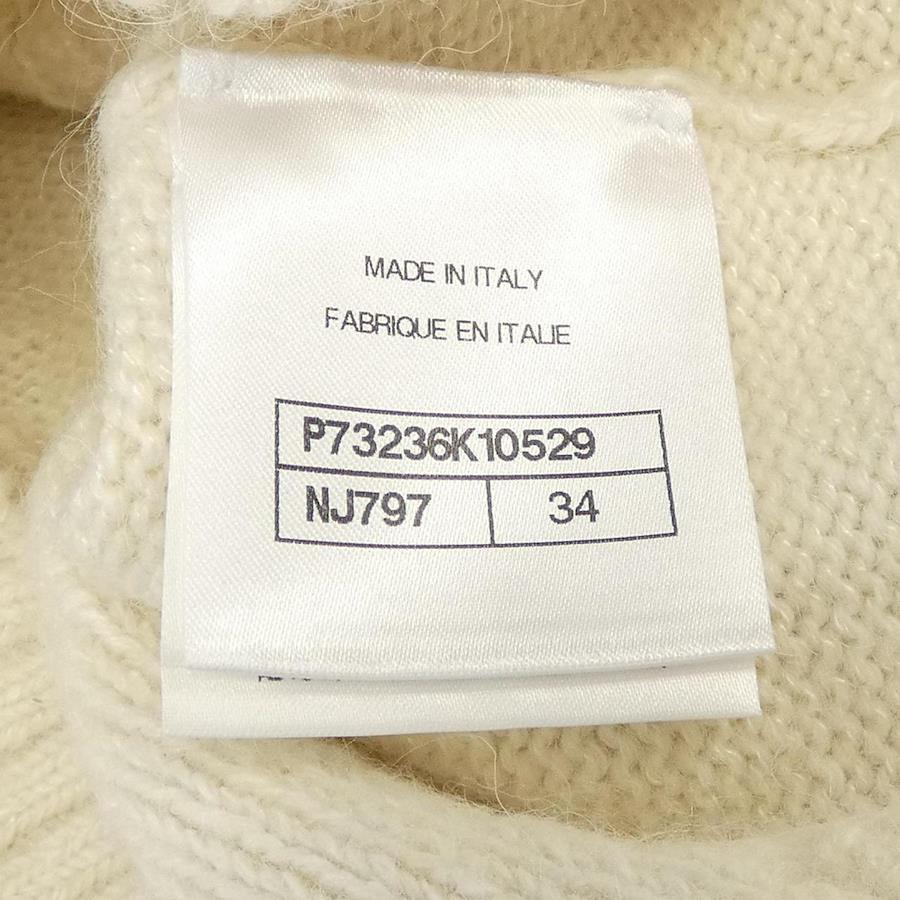 MADE IN ITALY
FABRIQUE EN ITALIE
P73236K10529
NJ797 34